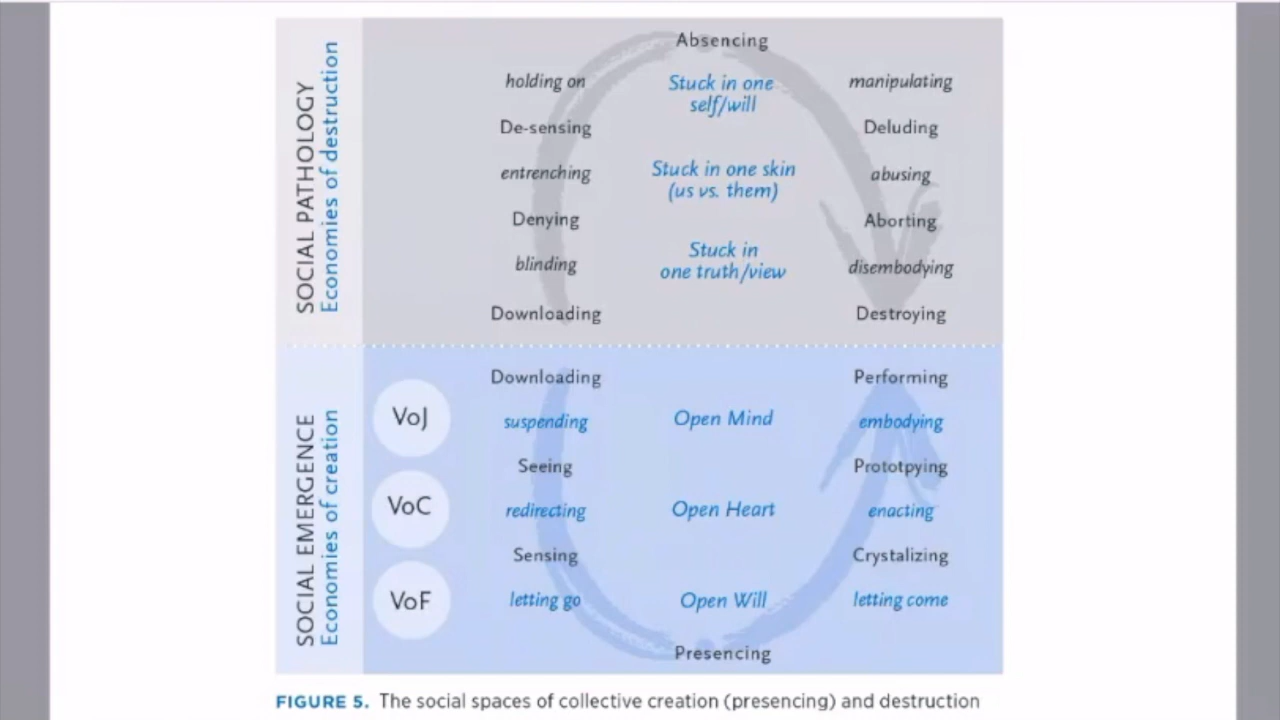 SOCIAL PATHOLOGY
Economies of destruction
Absencing
holding on
Stuck in one
self/will
manipulating
De-sensing
Deluding
entrenching
Stuck in one skin
(us vs. them)
abusing
Denying
Aborting
blinding
Stuck in
one truth/view
disembodying
Downloading
Destroying
SOCIAL EMERGENCE
Economies of creation
Downloading
Performing
VoJ
suspending
Open Mind
embodying
Seeing
Prototpying
VoC
redirecting
Open Heart
enacting
Sensing
Crystalizing
VoF
letting go
Open Will
letting come
Presencing
FIGURE 5. The social spaces of collective creation (presencing) and destruction